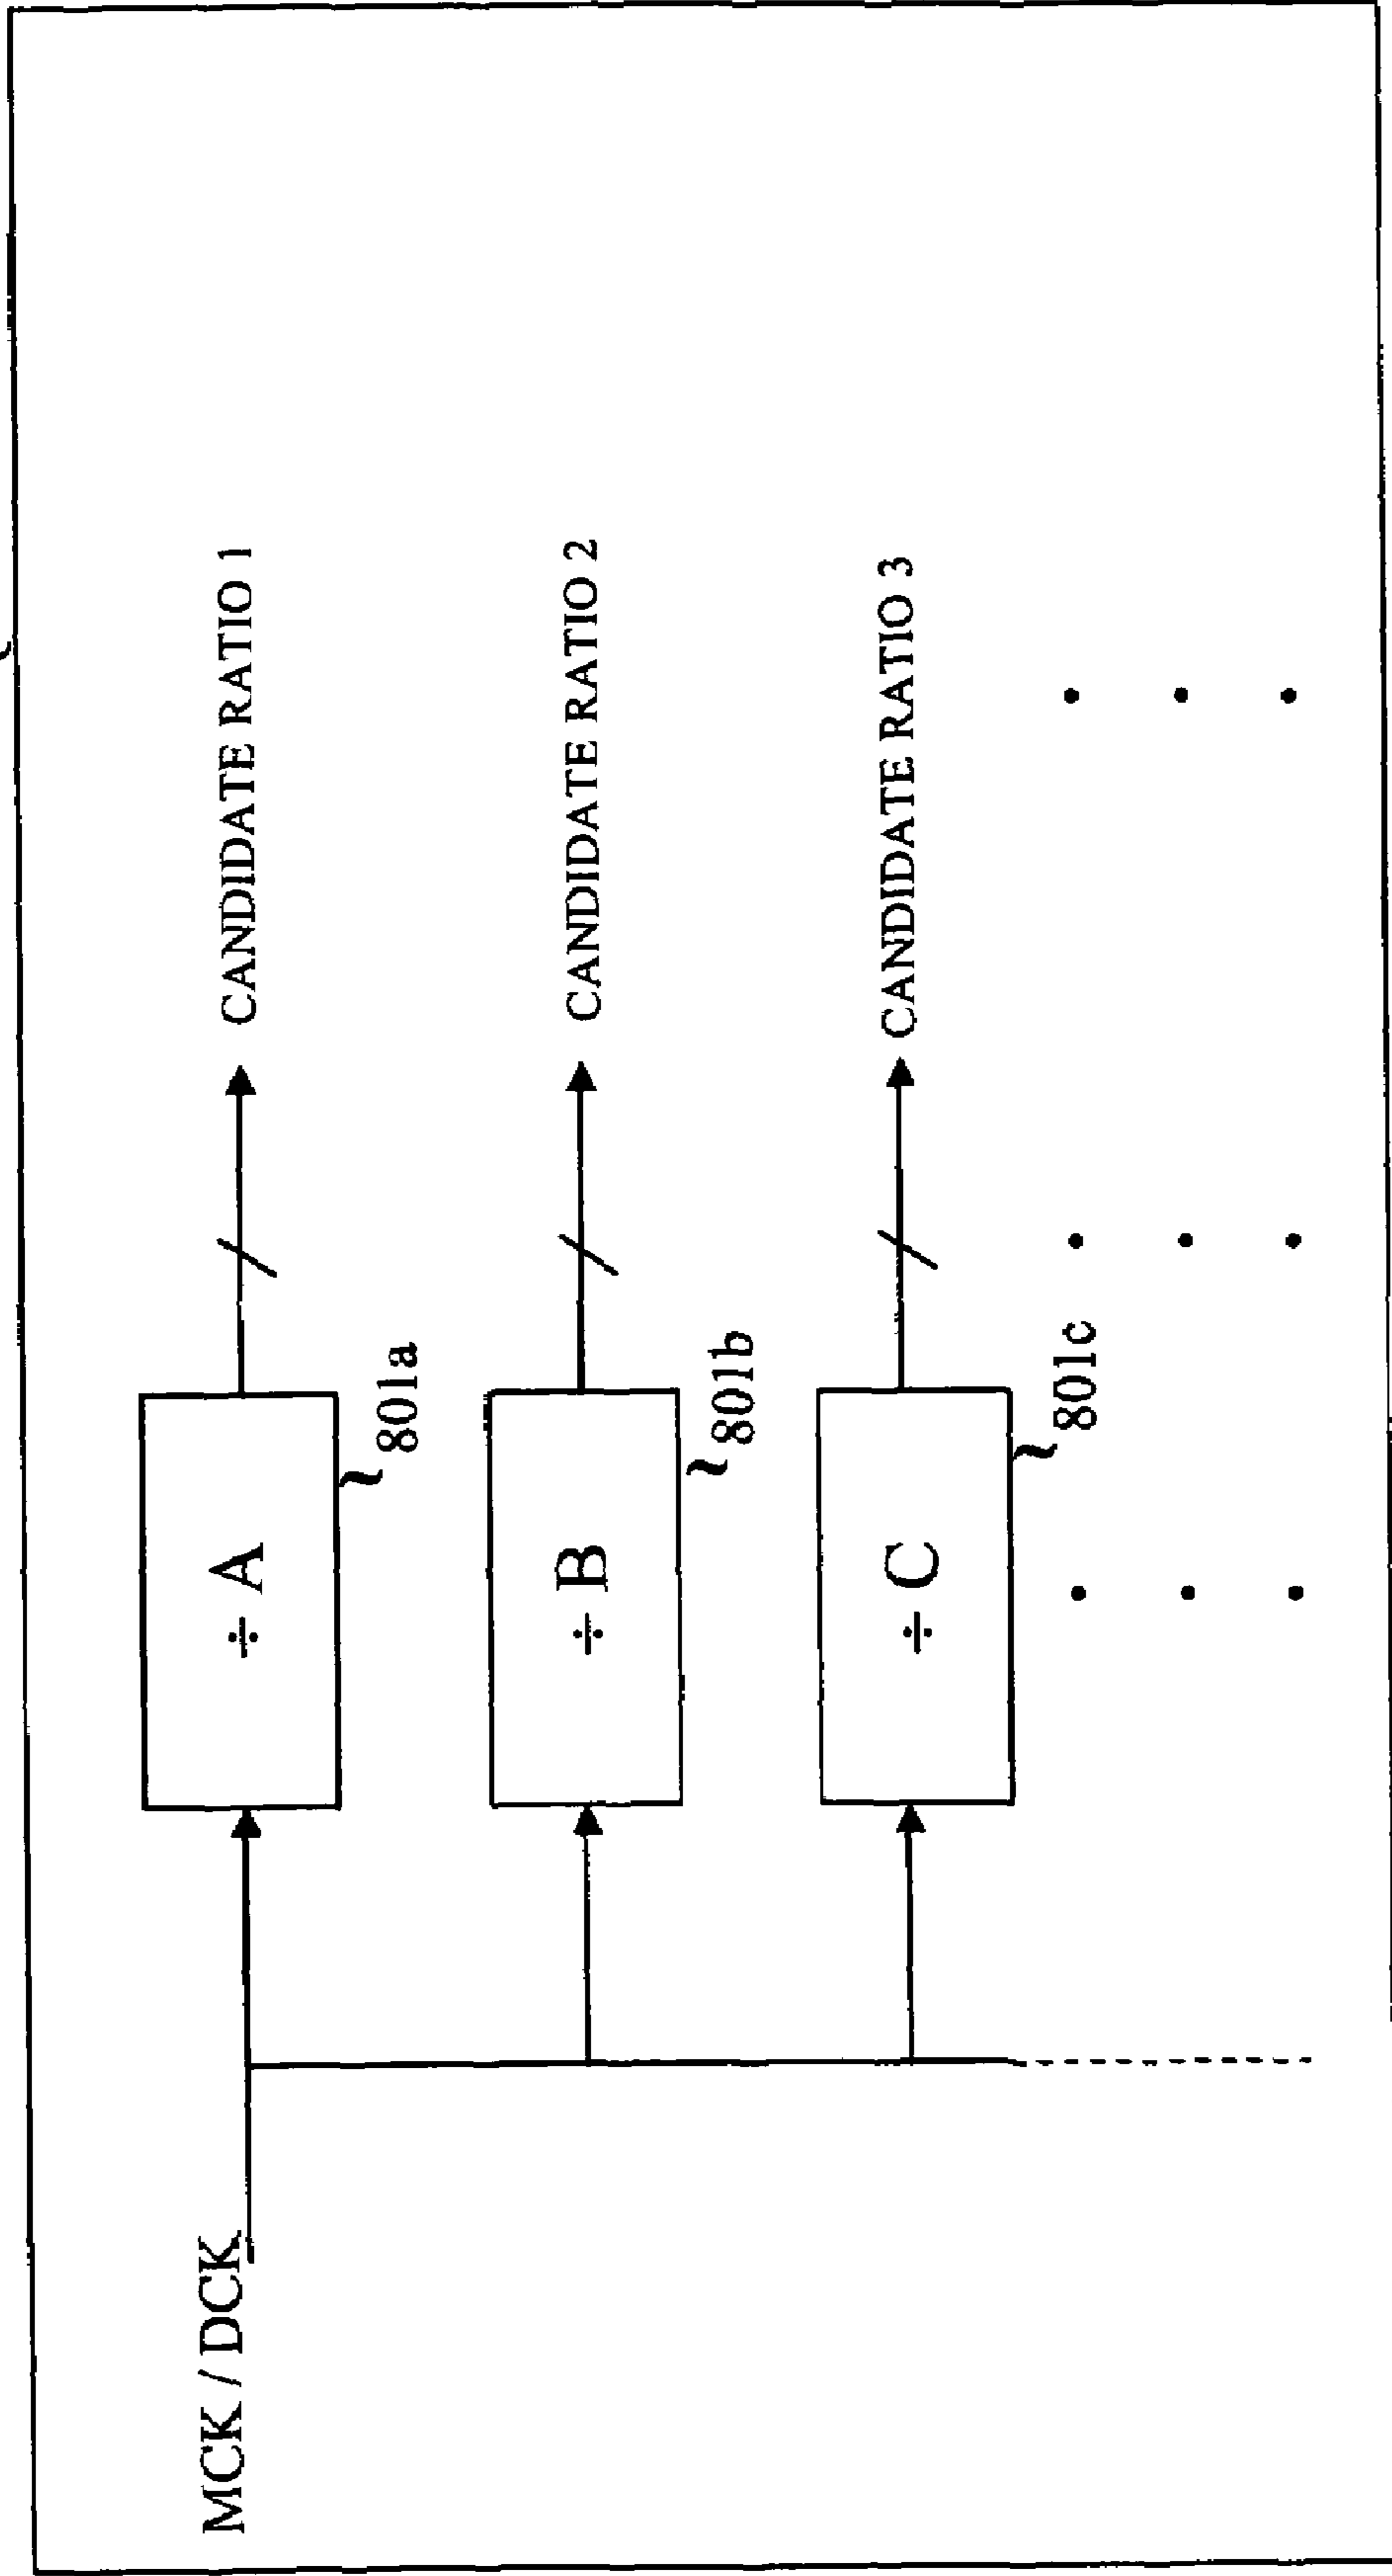 MCK / DCK
÷ A
801a
CANDIDATE RATIO 1
÷ B
801b
CANDIDATE RATIO 2
÷ C
801c
CANDIDATE RATIO 3